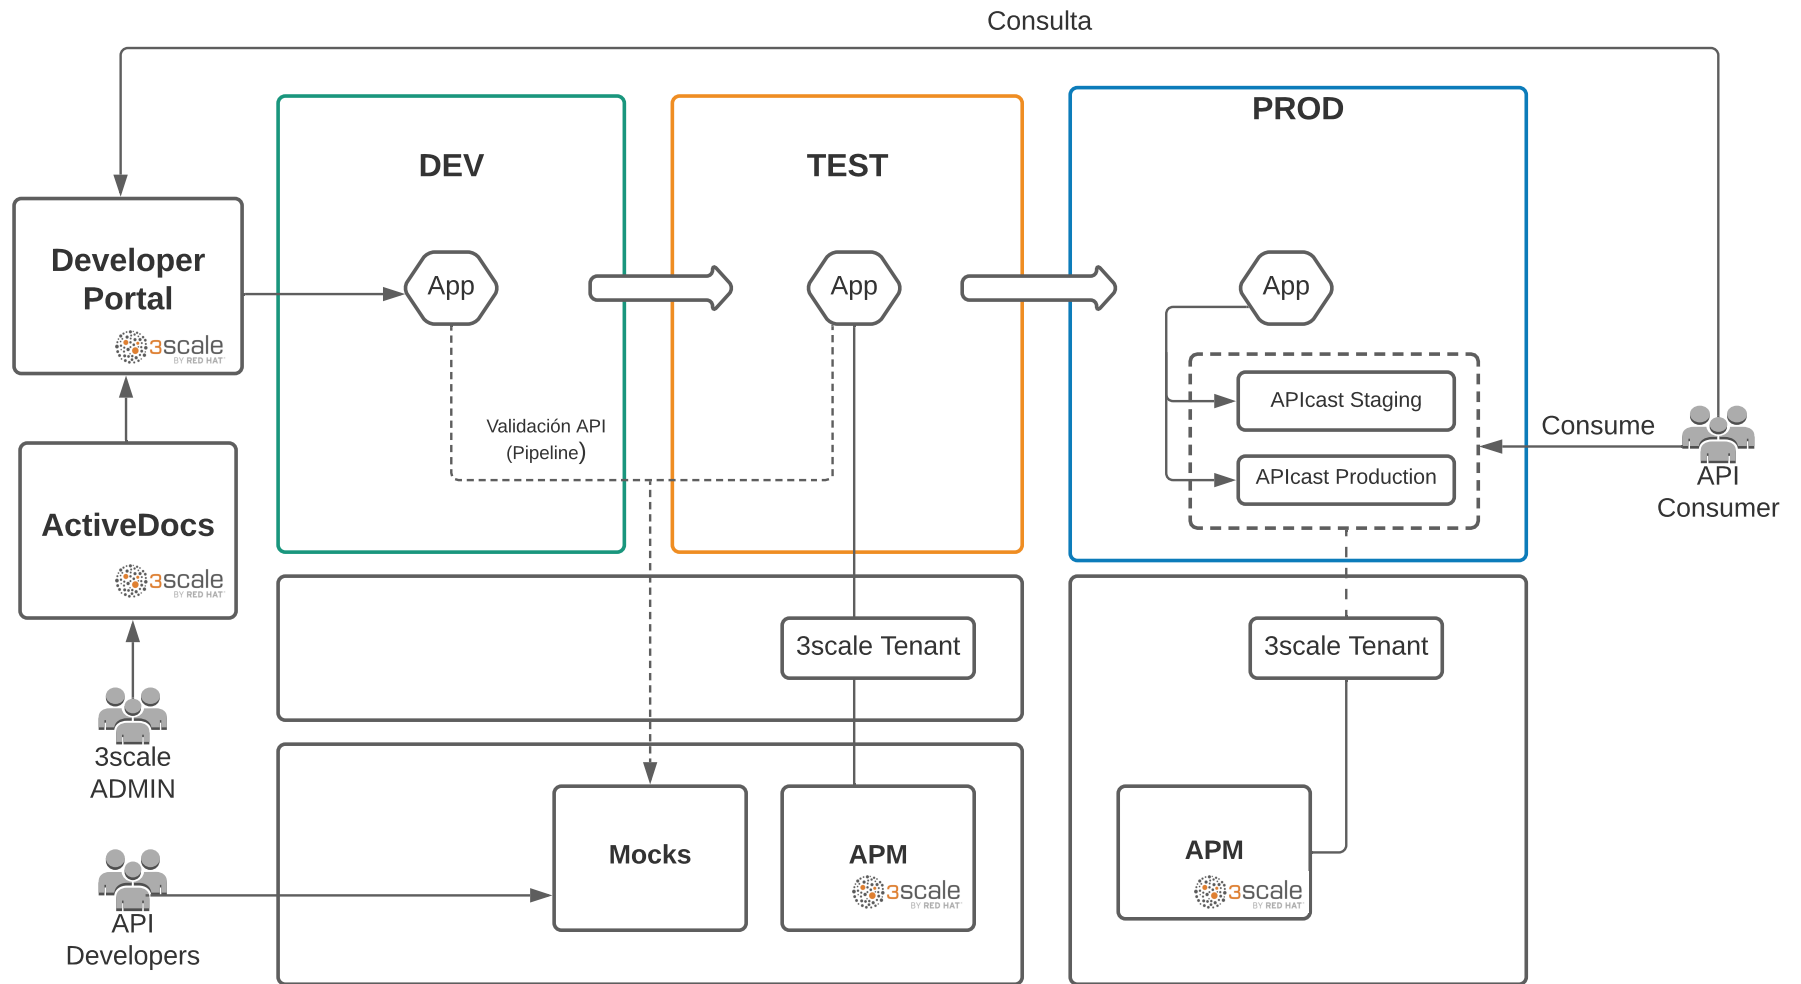 Consulta
DEV
TEST
PROD
Developer
Portal
3scale
BY RED HAT
App
App
App
Validación API
(Pipeline)
APIcast Staging
APIcast Production
Consume
API
Consumer
ActiveDocs
3scale
BY RED HAT
3scale Tenant
3scale Tenant
3scale
ADMIN
Mocks
APM
3scale
BY RED HAT
APM
3scale
BY RED HAT
API
Developers